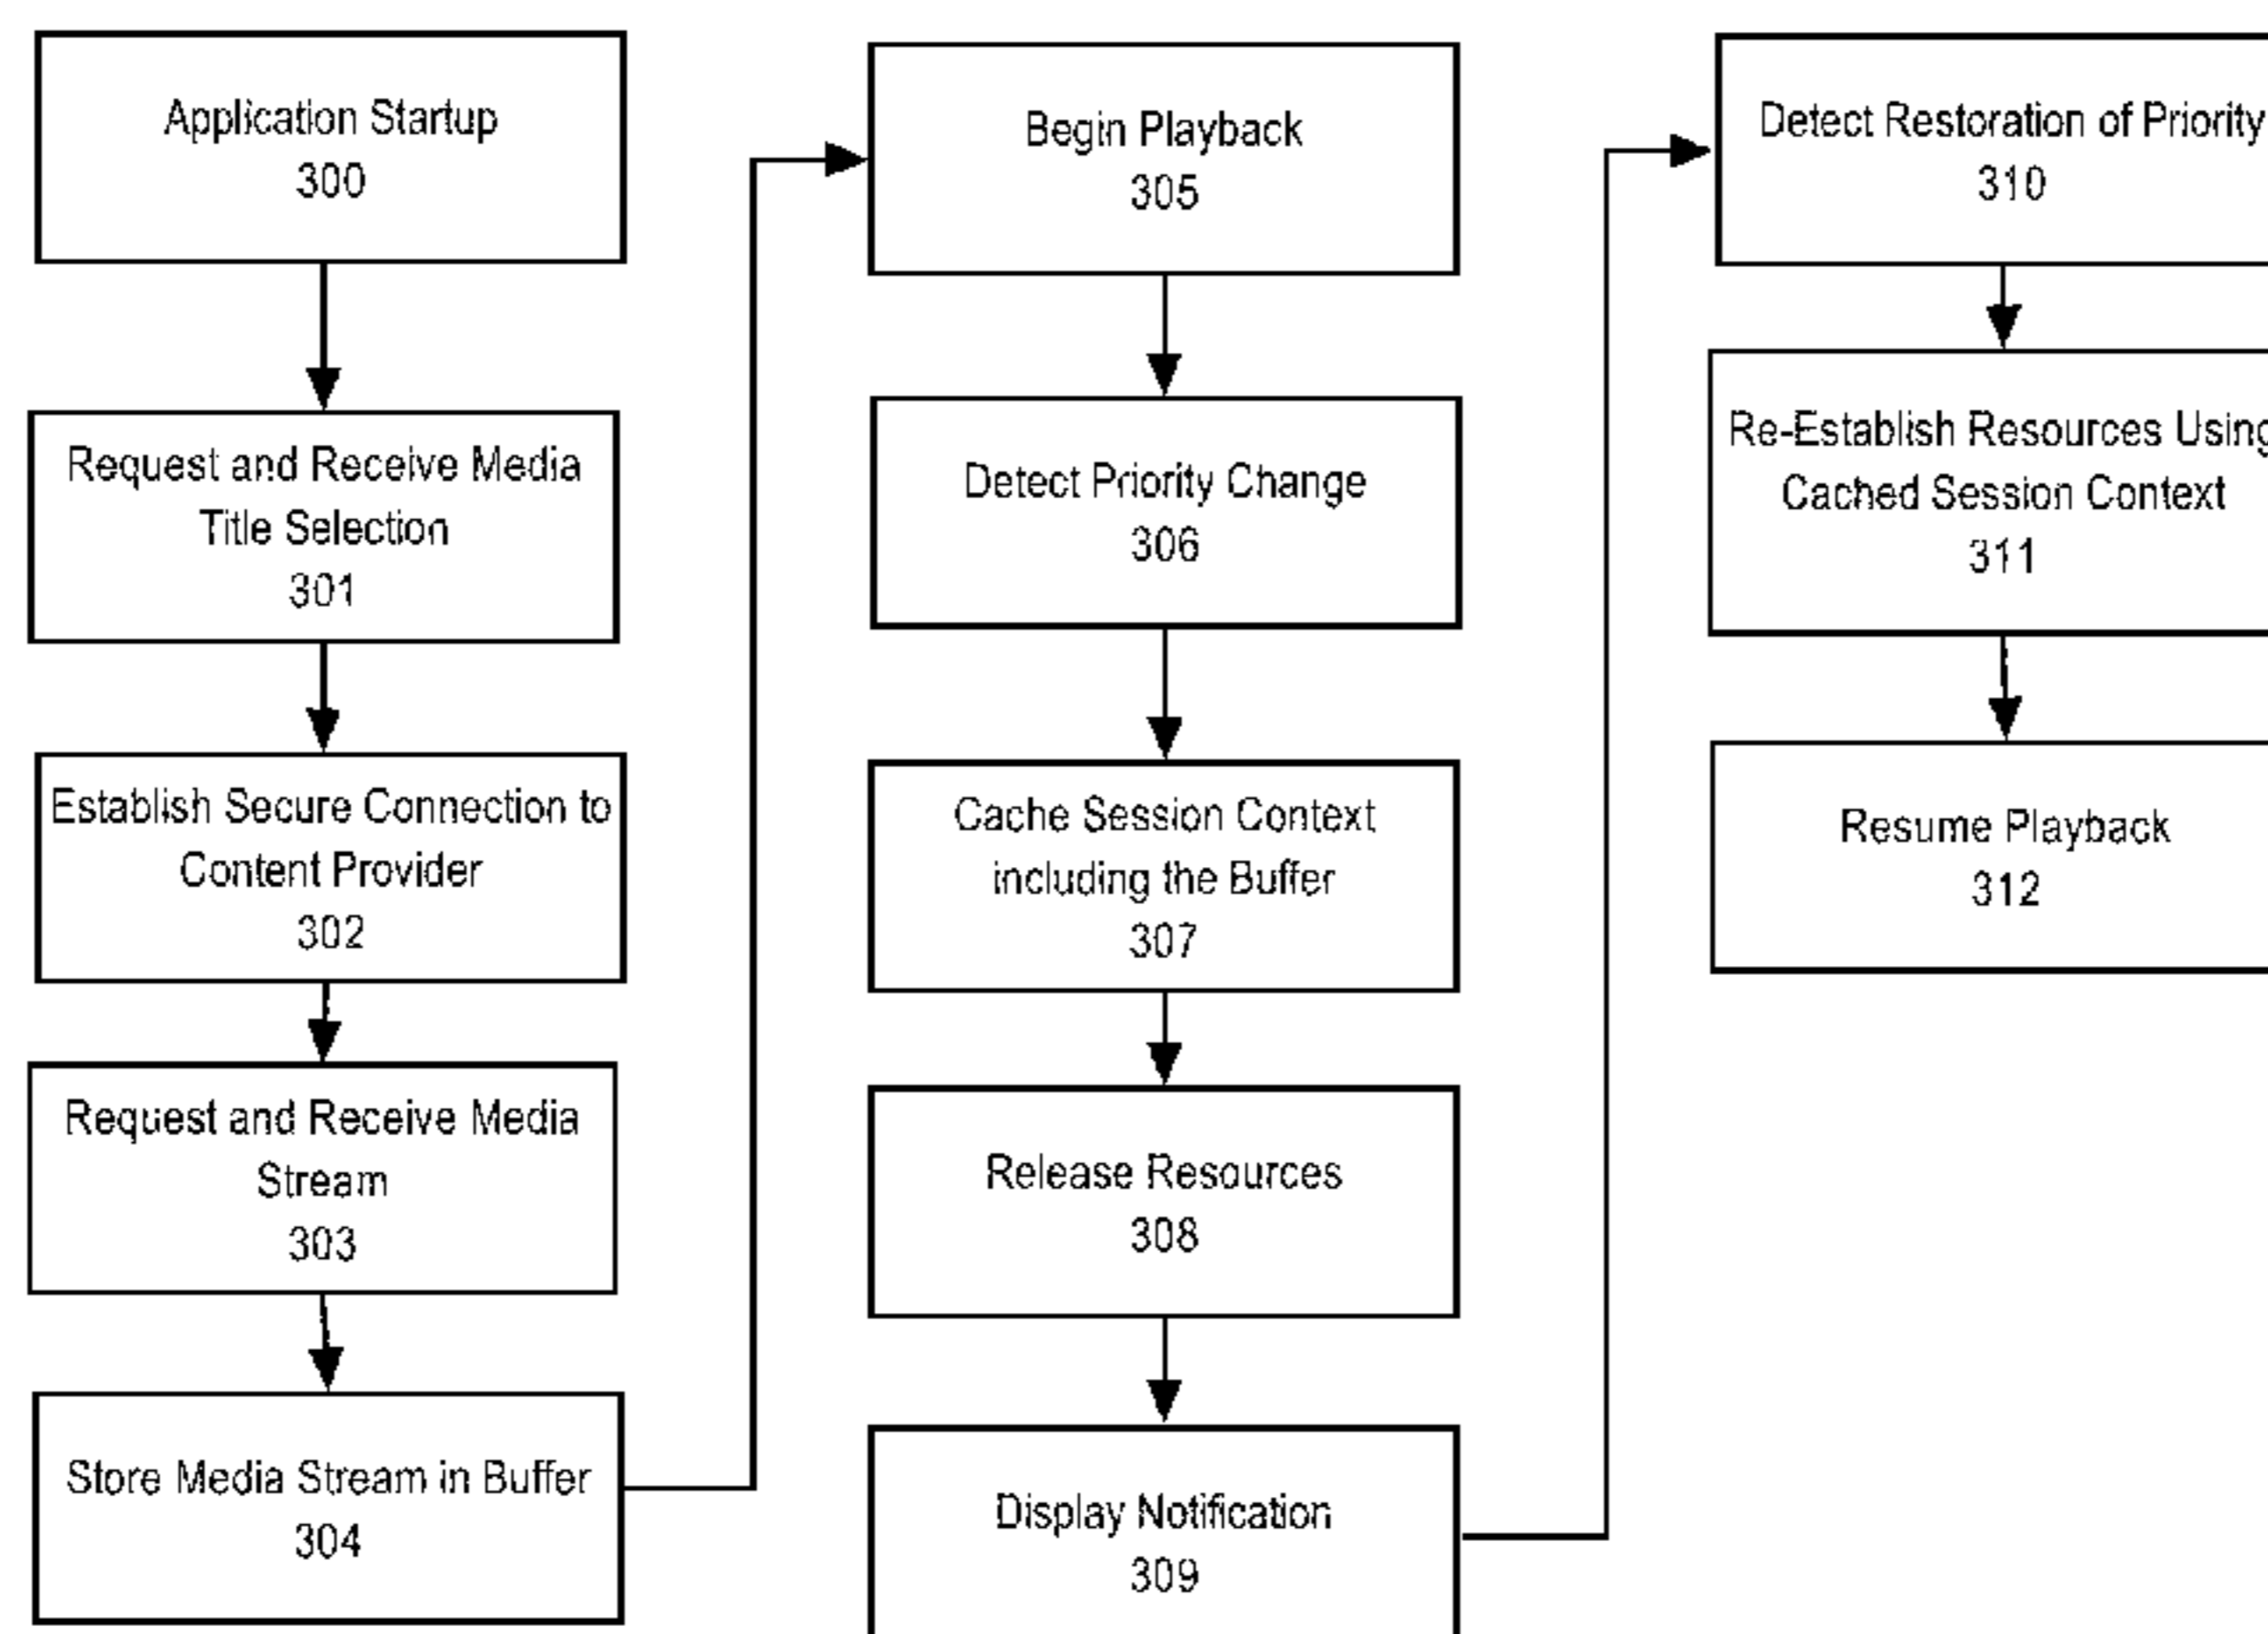 Application Startup
300
Request and Receive Media
Title Selection
301
Establish Secure Connection to
Content Provider
302
Request and Receive Media
Stream
303
Store Media Stream in Buffer
304
Begin Playback
305
Detect Priority Change
306
Cache Session Context
including the Buffer
307
Release Resources
308
Display Notification
309
Detect Restoration of Priority
310
Re-Establish Resources Using
Cached Session Context
311
Resume Playback
312